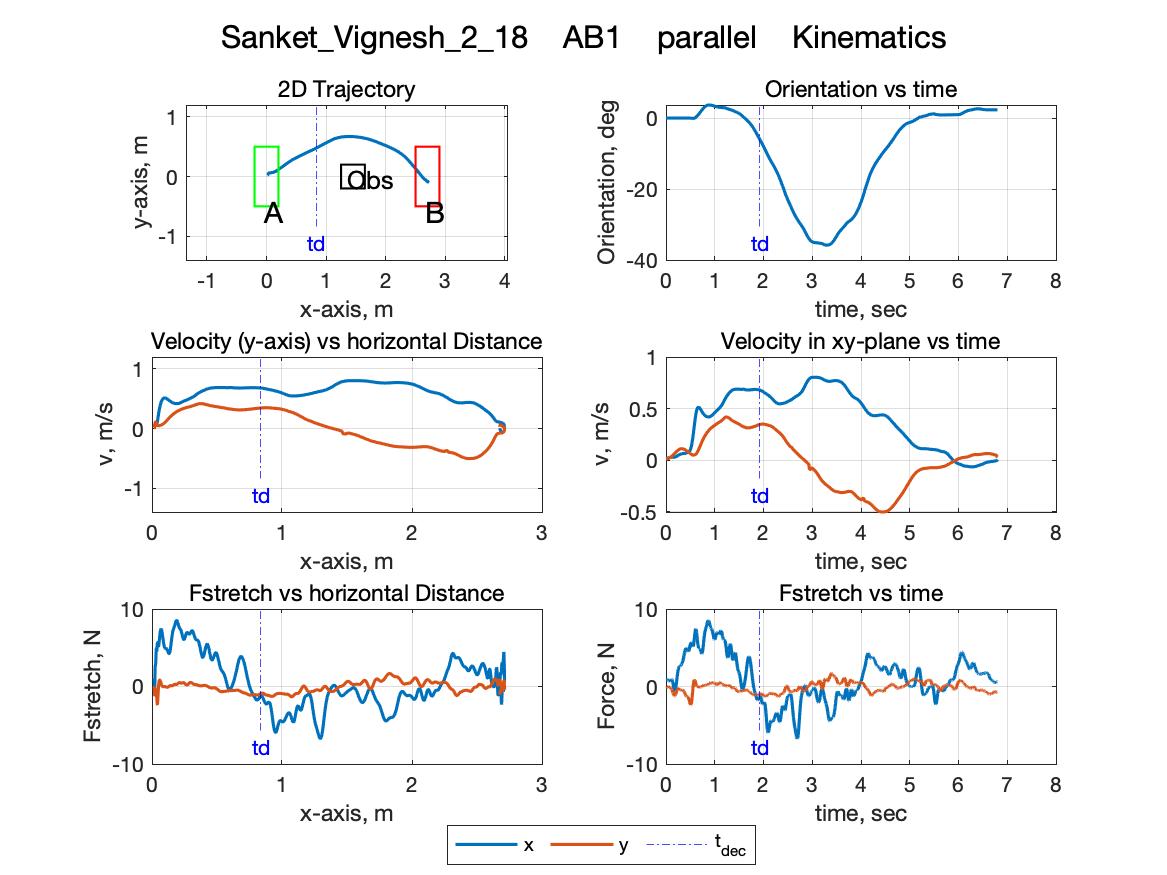 Sanket_Vignesh_2_18 AB1 parallel Kinematics
2D Trajectory
y-axis, m
1
0
-1
A
Obs
B
td
-1 0 1 2 3 4
x-axis, m
Orientation vs time
Orientation, deg
0
-20
-40
td
0 1 2 3 4 5 6 7 8
time, sec
Velocity (y-axis) vs horizontal Distance
v, m/s
1
0
-1
td
0 1 2 3
x-axis, m
Velocity in xy-plane vs time
v, m/s
1
0.5
0
-0.5
td
0 1 2 3 4 5 6 7 8
time, sec
Fstretch vs horizontal Distance
Fstretch, N
10
0
-10
td
0 1 2 3
x-axis, m
Fstretch vs time
Force, N
10
0
-10
td
0 1 2 3 4 5 6 7 8
time, sec
x y t_dec